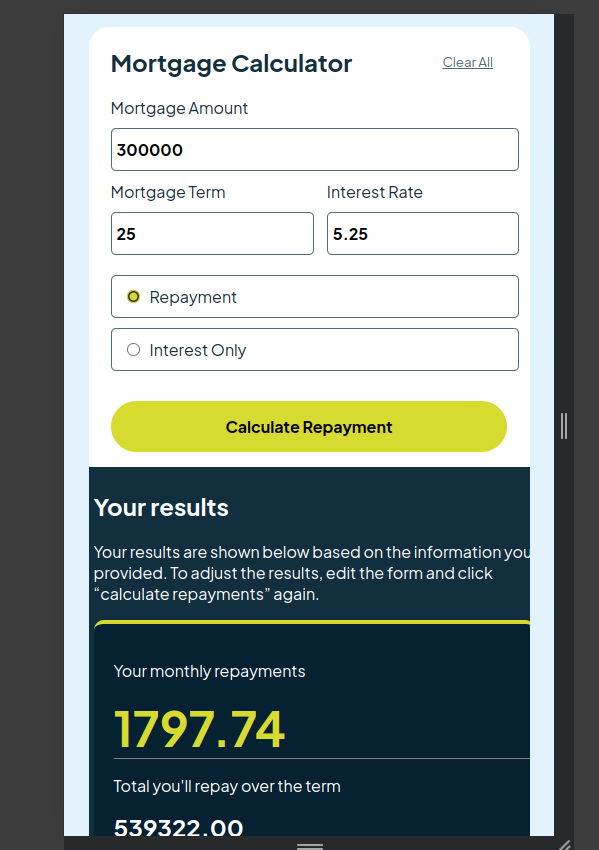 Mortgage Calculator
Clear All
Mortgage Amount
300000
Mortgage Term
Interest Rate
25
5.25
Repayment
Interest Only
Calculate Repayment
Your results
Your results are shown below based on the information you
provided. To adjust the results, edit the form and click
“calculate repayments” again.
Your monthly repayments
1797.74
Total you'll repay over the term
539322.00